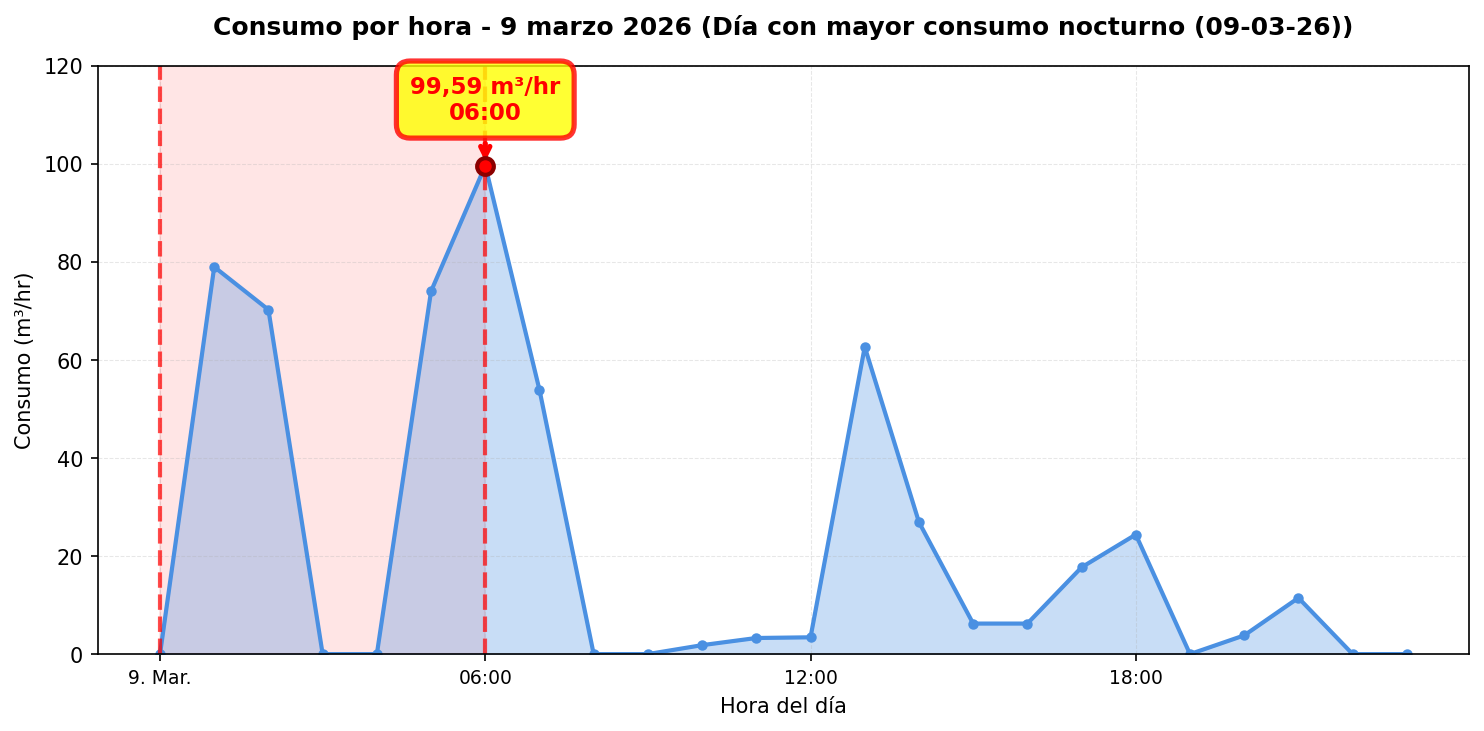 Consumo por hora - 9 marzo 2026 (Día con mayor consumo nocturno (09-03-26))
99,59 m³/hr
06:00
120
100
80
60
40
20
0
Consumo (m³/hr)
9. Mar.
06:00
12:00
18:00
Hora del día